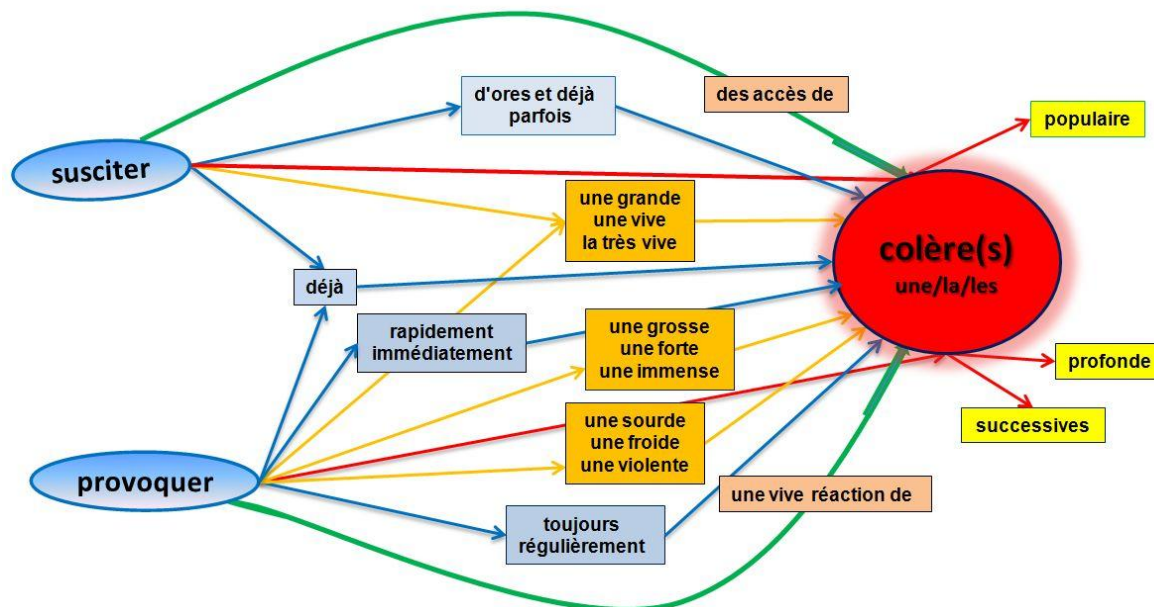 des accès de
d'ores et déjà
parfois
populaire
susciter
une grande
une vive
la très vive
colère(s)
une/la/les
déjà
rapidement
immédiatement
une grosse
une forte
une immense
profonde
successives
une sourde
une froide
une violente
provoquer
une vive réaction de
toujours
régulièrement